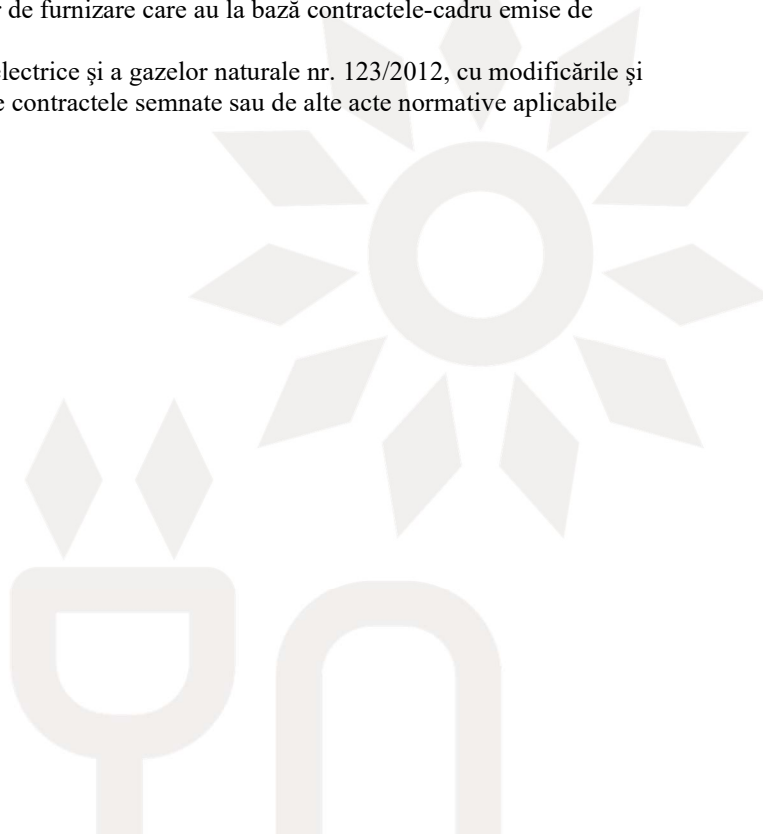 de furnizare care au la bază contractele-cadru emise de
lectrice și a gazelor naturale nr. 123/2012, cu modificările și
contractele semnate sau de alte acte normative aplicabile